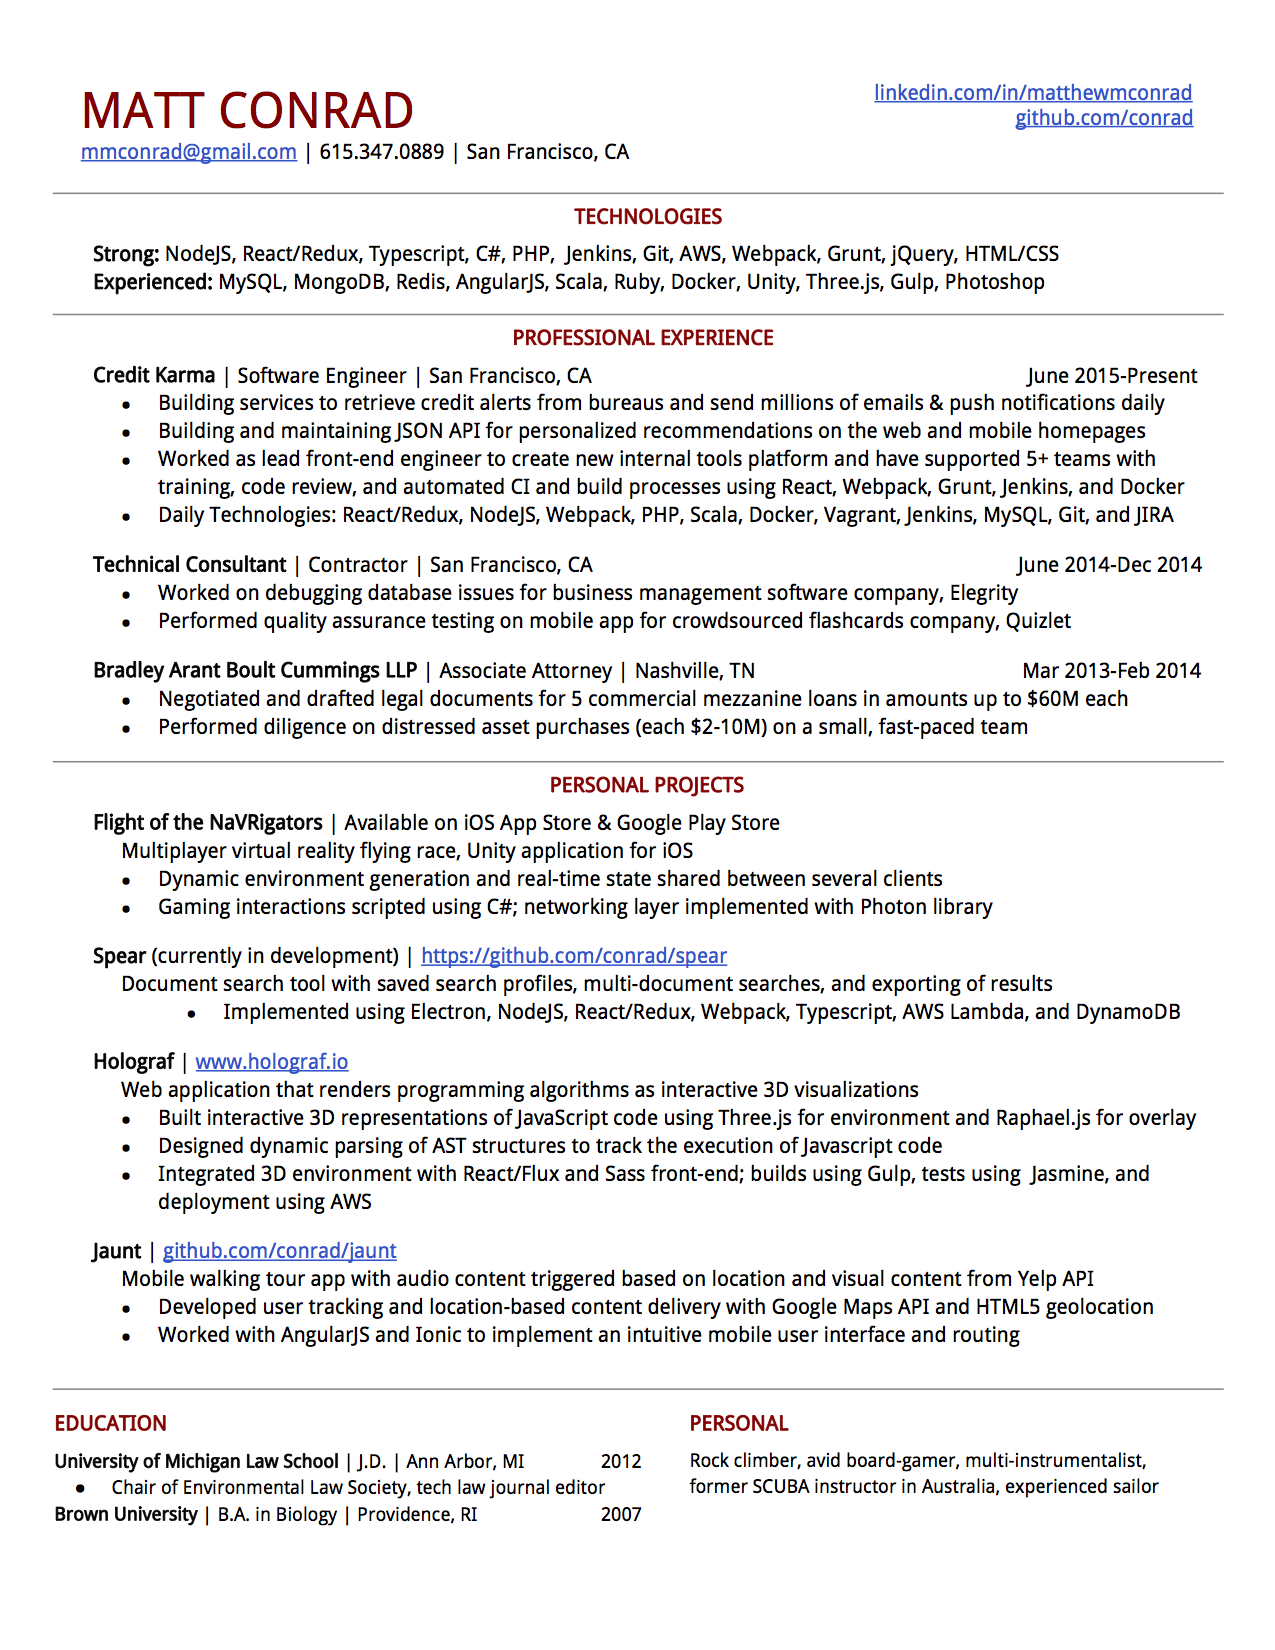 MATT CONRAD
linkedin.com/in/matthewmconrad
github.com/conrad
mmconrad@gmail.com | 615.347.0889 | San Francisco, CA
TECHNOLOGIES
Strong: NodeJS, React/Redux, Typescript, C#, PHP, Jenkins, Git, AWS, Webpack, Grunt, jQuery, HTML/CSS
Experienced: MySQL, MongoDB, Redis, AngularJS, Scala, Ruby, Docker, Unity, Three.js, Gulp, Photoshop
PROFESSIONAL EXPERIENCE
Credit Karma | Software Engineer | San Francisco, CA June 2015-Present
● Building services to retrieve credit alerts from bureaus and send millions of emails & push notifications daily
● Building and maintaining JSON API for personalized recommendations on the web and mobile homepages
● Worked as lead front-end engineer to create new internal tools platform and have supported 5+ teams with
training, code review, and automated CI and build processes using React, Webpack, Grunt, Jenkins, and Docker
● Daily Technologies: React/Redux, NodeJS, Webpack, PHP, Scala, Docker, Vagrant, Jenkins, MySQL, Git, and JIRA
Technical Consultant | Contractor | San Francisco, CA June 2014-Dec 2014
● Worked on debugging database issues for business management software company, Elegrity
● Performed quality assurance testing on mobile app for crowdsourced flashcards company, Quizlet
Bradley Arant Boult Cummings LLP | Associate Attorney | Nashville, TN Mar 2013-Feb 2014
● Negotiated and drafted legal documents for 5 commercial mezzanine loans in amounts up to $60M each
● Performed diligence on distressed asset purchases (each $2-10M) on a small, fast-paced team
PERSONAL PROJECTS
Flight of the NaVRigators | Available on iOS App Store & Google Play Store
Multiplayer virtual reality flying race, Unity application for iOS
● Dynamic environment generation and real-time state shared between several clients
● Gaming interactions scripted using C#; networking layer implemented with Photon library
Spear (currently in development) | https://github.com/conrad/spear
Document search tool with saved search profiles, multi-document searches, and exporting of results
● Implemented using Electron, NodeJS, React/Redux, Webpack, Typescript, AWS Lambda, and DynamoDB
Holograf | www.holograf.io
Web application that renders programming algorithms as interactive 3D visualizations
● Built interactive 3D representations of JavaScript code using Three.js for environment and Raphael.js for overlay
● Designed dynamic parsing of AST structures to track the execution of Javascript code
● Integrated 3D environment with React/Flux and Sass front-end; builds using Gulp, tests using Jasmine, and
deployment using AWS
Jaunt | github.com/conrad/jaunt
Mobile walking tour app with audio content triggered based on location and visual content from Yelp API
● Developed user tracking and location-based content delivery with Google Maps API and HTML5 geolocation
● Worked with AngularJS and Ionic to implement an intuitive mobile user interface and routing
EDUCATION
University of Michigan Law School | J.D. | Ann Arbor, MI 2012
● Chair of Environmental Law Society, tech law journal editor
Brown University | B.A. in Biology | Providence, RI 2007
PERSONAL
Rock climber, avid board-gamer, multi-instrumentalist,
former SCUBA instructor in Australia, experienced sailor